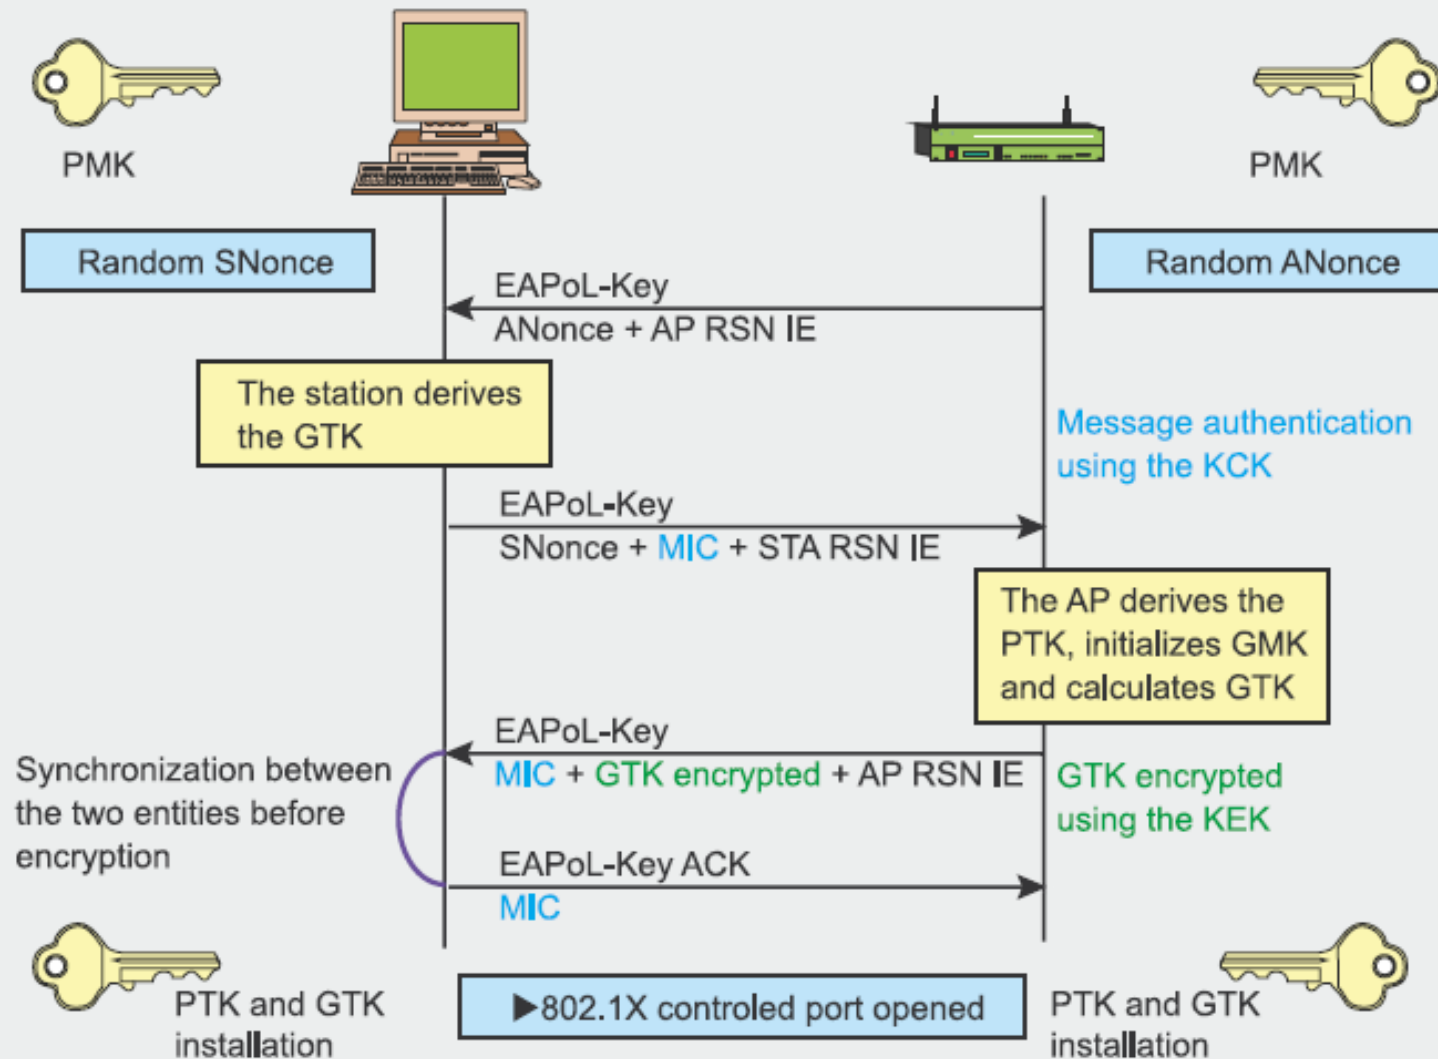 PMK
PMK
Random SNonce
Random ANonce
EAPoL-Key
ANonce + AP RSN IE
The station derives
the GTK
Message authentication
using the KCK
EAPoL-Key
SNonce + MIC + STA RSN IE
The AP derives the
PTK, initializes GMK
and calculates GTK
EAPoL-Key
MIC + GTK encrypted + AP RSN IE
Synchronization between
the two entities before
encryption
GTK encrypted
using the KEK
EAPoL-Key ACK
MIC
PTK and GTK
installation
▶802.1X controled port opened
PTK and GTK
installation